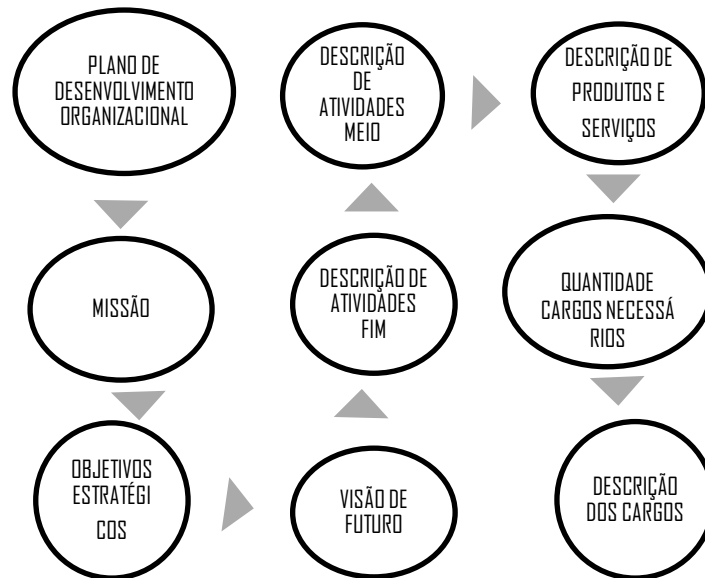 PLANO DE
DESENVOLVIMENTO
ORGANIZACIONAL
MISSÃO
OBJETIVOS
ESTRATÉGI
COS
VISÃO DE
FUTURO
DESCRIÇÃO DE
ATIVIDADES
FIM
DESCRIÇÃO
DE
ATIVIDADES
MEIO
DESCRIÇÃO DE
PRODUTOS E
SERVIÇOS
QUANTIDADE
CARGOS NECESSÁ
RIOS
DESCRIÇÃO
DOS CARGOS